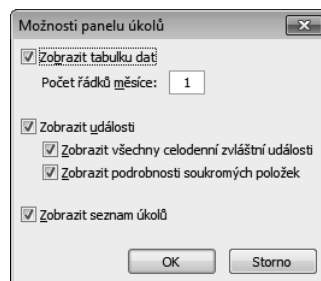 Možnosti panelu úkolů
Zobrazit tabulku dat
Počet řádků měsíce: 1
Zobrazit události
Zobrazit všechny celodenní zvláštní události
Zobrazit podrobnosti soukromých položek
Zobrazit seznam úkolů
OK Storno